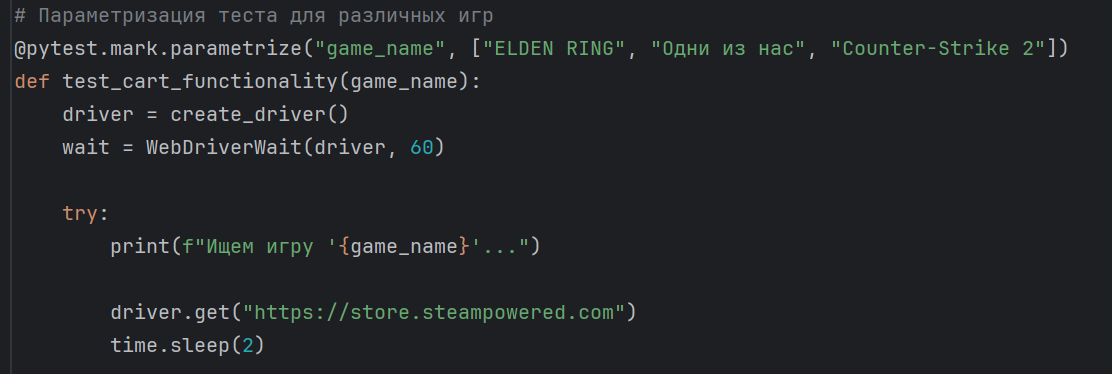 # Параметризация теста для различных игр
@pytest.mark.parametrize("game_name", ["ELDEN RING", "Одни из нас", "Counter-Strike 2"])
def test_cart_functionality(game_name):
    driver = create_driver()
    wait = WebDriverWait(driver, 60)
    try:
        print(f"Ищем игру '{game_name}'...")
        driver.get("https://store.steampowered.com")
        time.sleep(2)